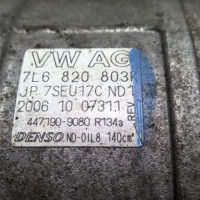 VW AG
7L6 820 803K
JP 7SEU17C ND1
2006 10 07311
REV
447190-9080 R134a
DENSO ND-OIL8 140cm³